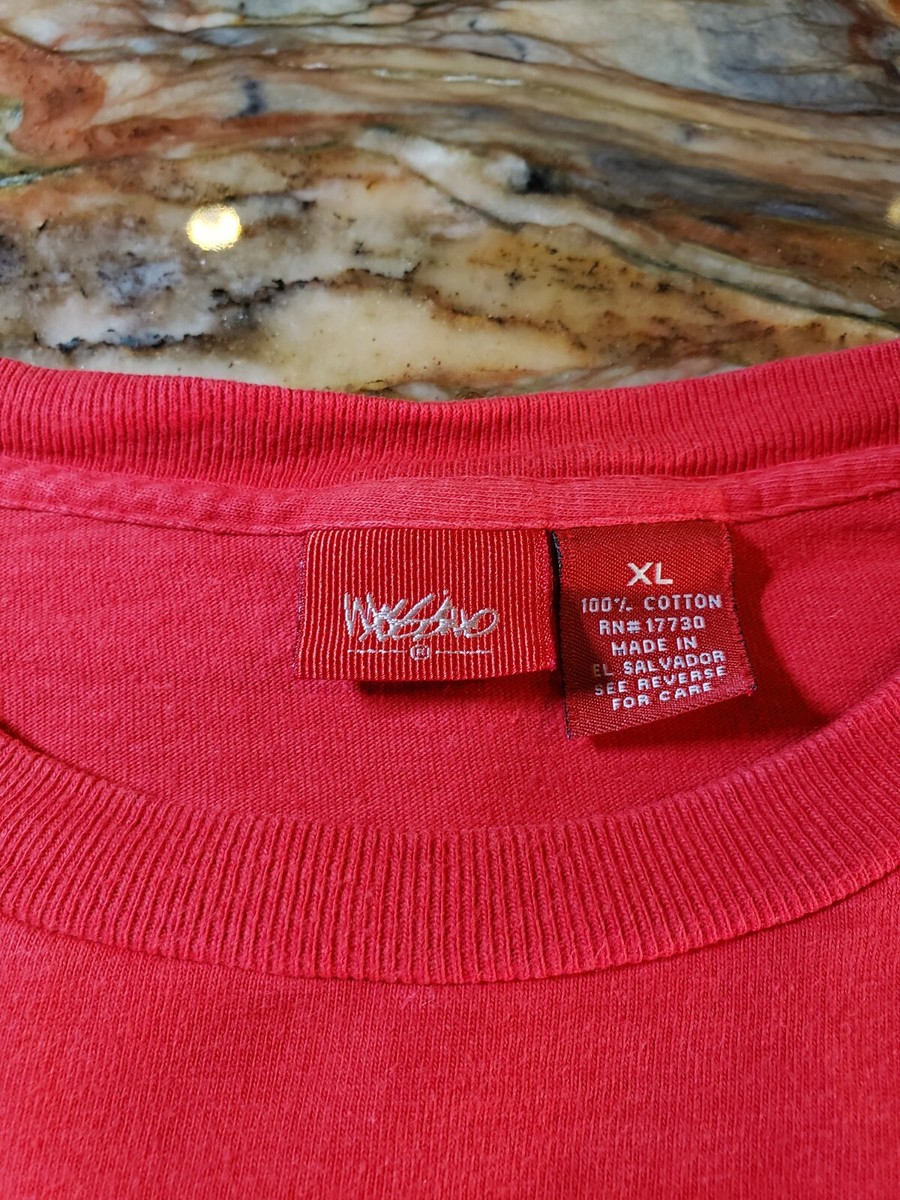 Mossimo
®
XL
100% COTTON
RN#17730
MADE IN
EL SALVADOR
SEE REVERSE
FOR CARE